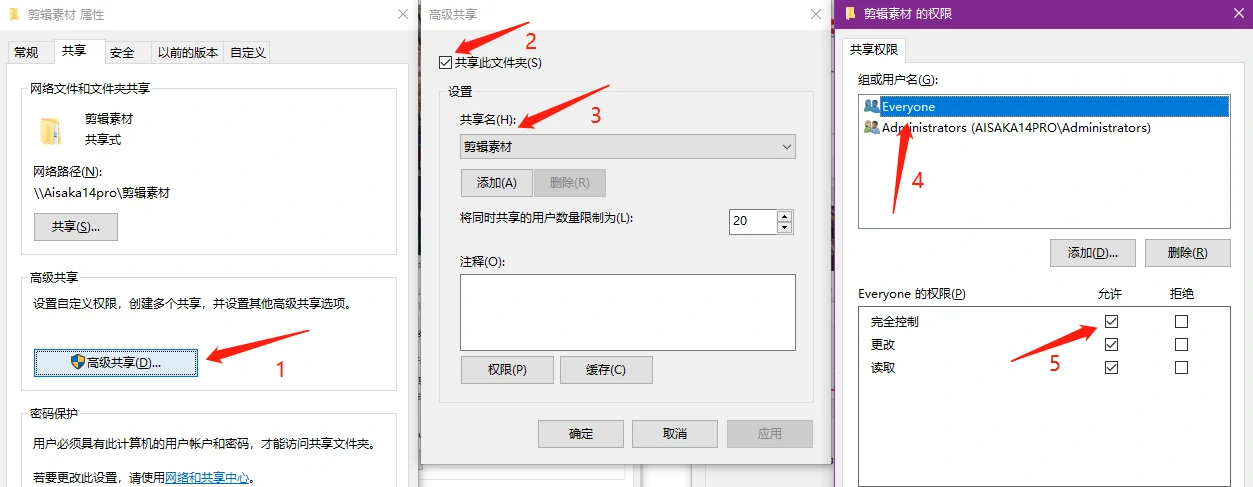 剪辑素材 属性
常规
共享
安全
以前的版本
自定义
网络文件和文件夹共享
剪辑素材
共享式
网络路径(N):
\\Aisaka14pro\剪辑素材
共享(S)...
高级共享
设置自定义权限，创建多个共享，并设置其他高级共享选项。
高级共享(D)...
1
密码保护
用户必须具有此计算机的用户帐户和密码，才能访问共享文件夹。
若要更改此设置，请使用网络和共享中心。
高级共享
2
共享此文件夹(S)
设置
共享名(H):
3
剪辑素材
添加(A)
删除(R)
将同时共享的用户数量限制为(L):
20
注释(O):
权限(P)
缓存(C)
确定
取消
应用
剪辑素材 的权限
共享权限
组或用户名(G):
Everyone
Administrators (AISAKA14PRO\Administrators)
4
添加(D)...
删除(R)
Everyone 的权限(P)
允许
拒绝
完全控制
更改
读取
5